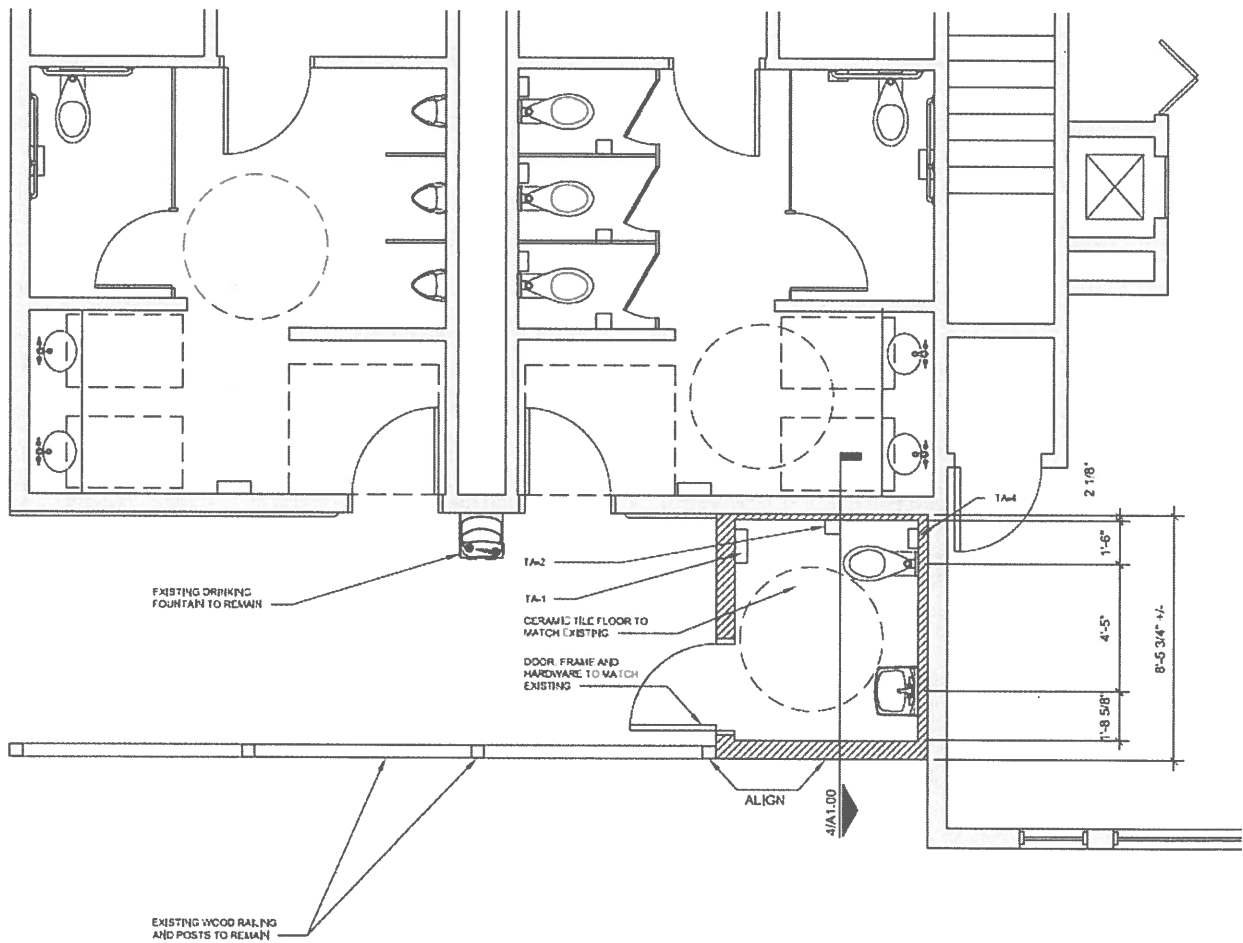 TA-4
2 1/8"
1'-6"
4'-5"
8'-5 3/4" +/-
1'-8 5/8"
EXISTING DRINKING
FOUNTAIN TO REMAIN
TA-2
TA-1
CERAMIC TILE FLOOR TO
MATCH EXISTING
DOOR, FRAME AND
HARDWARE TO MATCH
EXISTING
ALIGN
4/A1.00
EXISTING WOOD RAILING
AND POSTS TO REMAIN